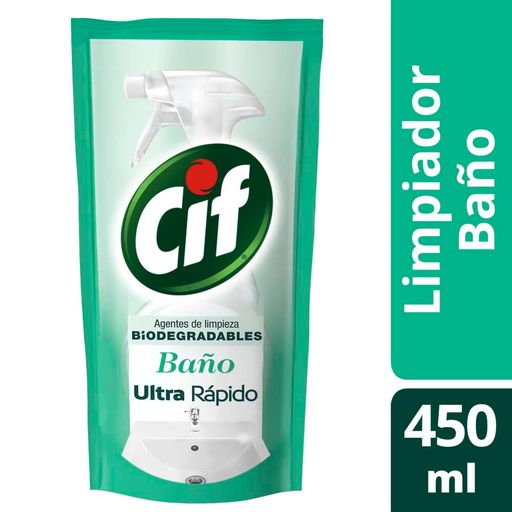 Cif
Agentes de limpieza
BIODEGRADABLES
Baño
Ultra Rápido
Limpiador
Baño
450
ml